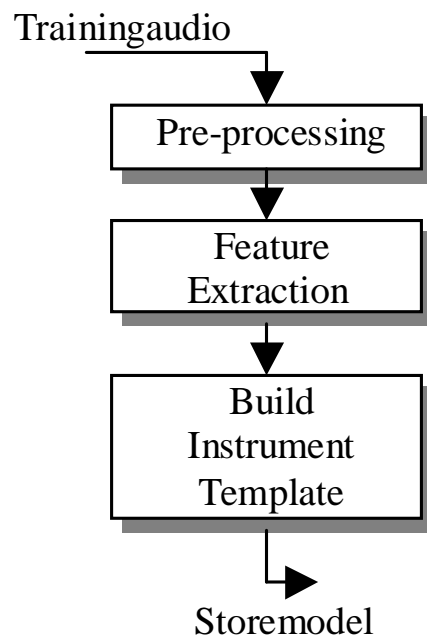 Trainingaudio
Pre-processing
Feature
Extraction
Build
Instrument
Template
Storemodel